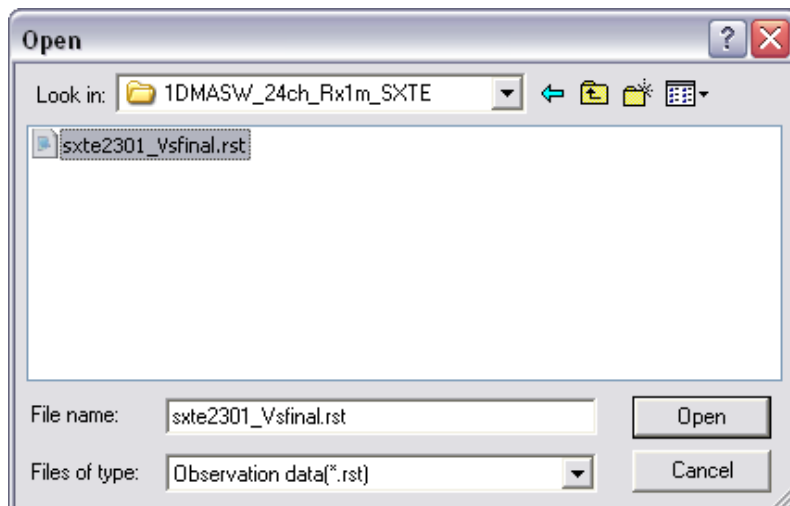 Open
Look in: 1DMASW_24ch_Rx1m_SXTE
sxte2301_Vsfinal.rst
File name: sxte2301_Vsfinal.rst Open
Files of type: Observation data(*.rst) Cancel